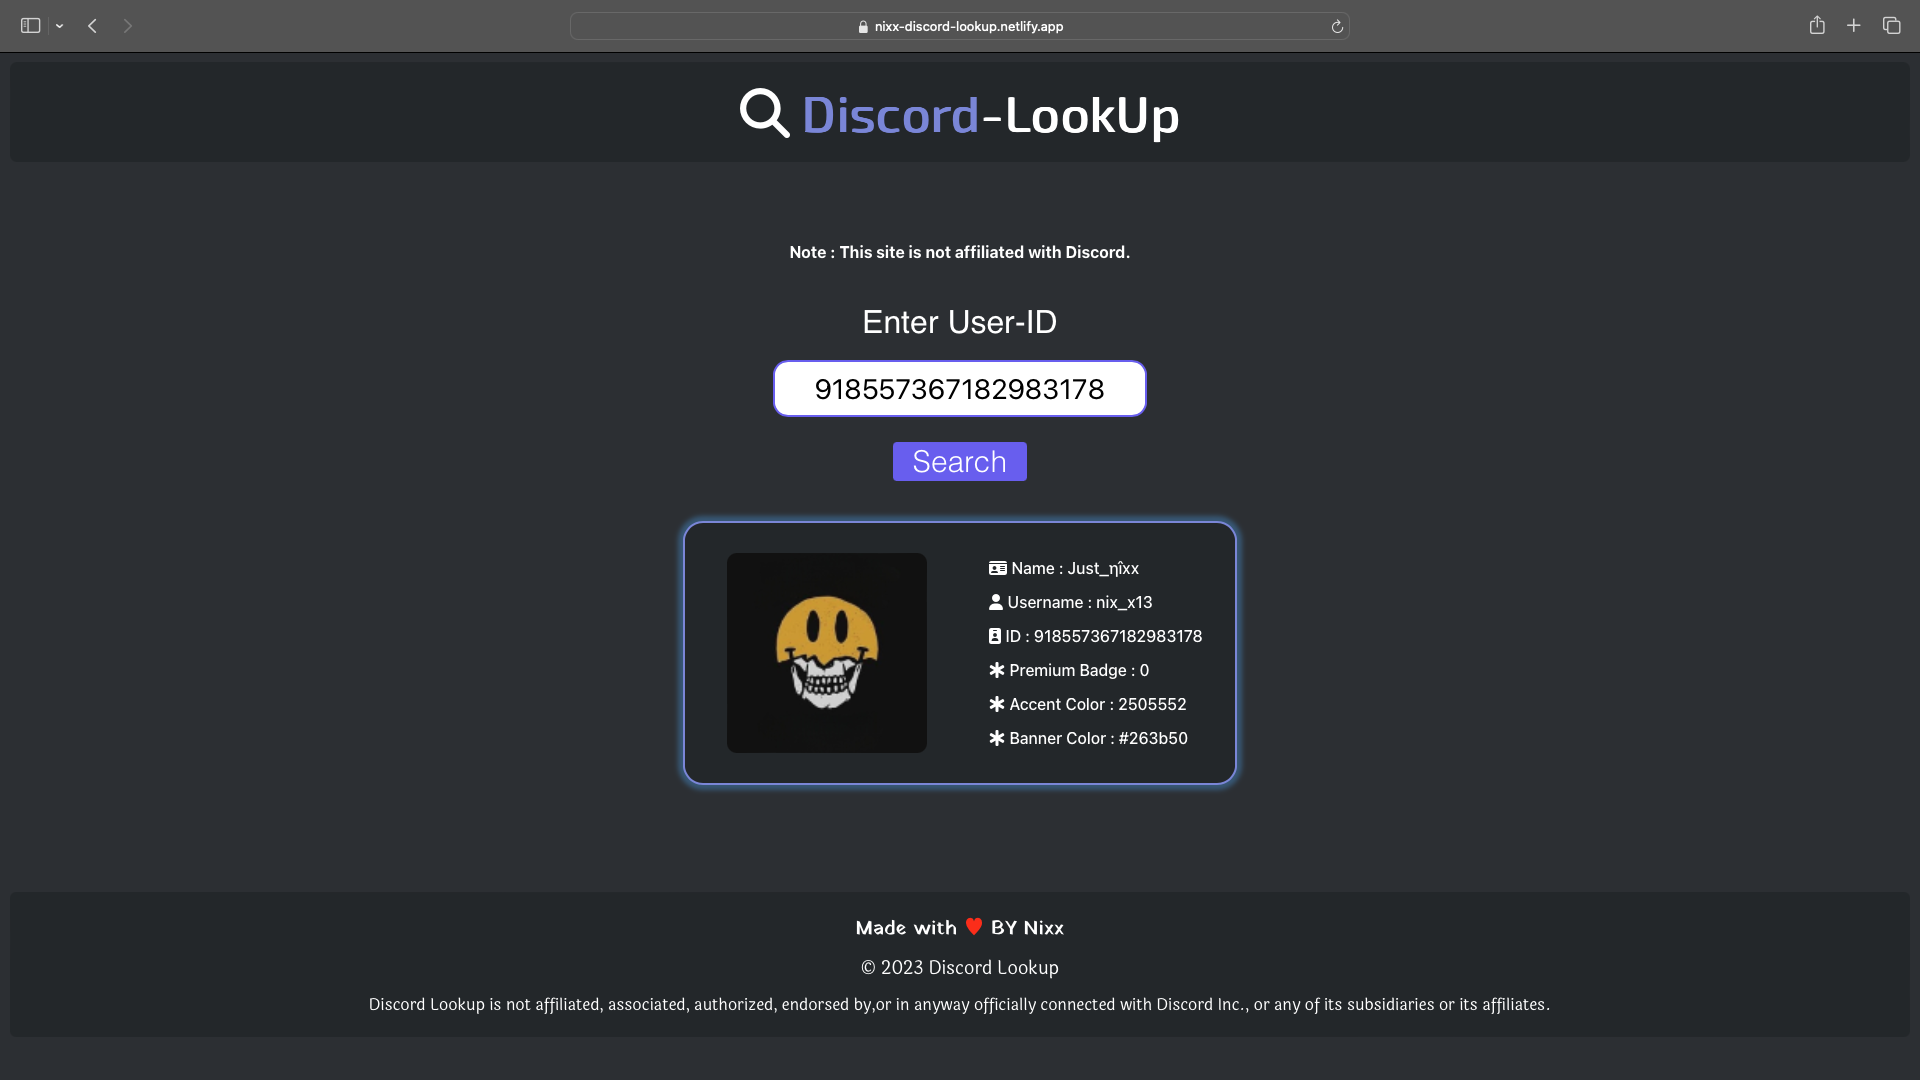 nixx-discord-lookup.netlify.app
Discord-LookUp
Note : This site is not affiliated with Discord.
Enter User-ID
918557367182983178
Search
Name : Just_ηîxx
Username : nix_x13
ID : 918557367182983178
Premium Badge : 0
Accent Color : 2505552
Banner Color : #263b50
Made with ♥ BY Nixx
© 2023 Discord Lookup
Discord Lookup is not affiliated, associated, authorized, endorsed by,or in anyway officially connected with Discord Inc., or any of its subsidiaries or its affiliates.